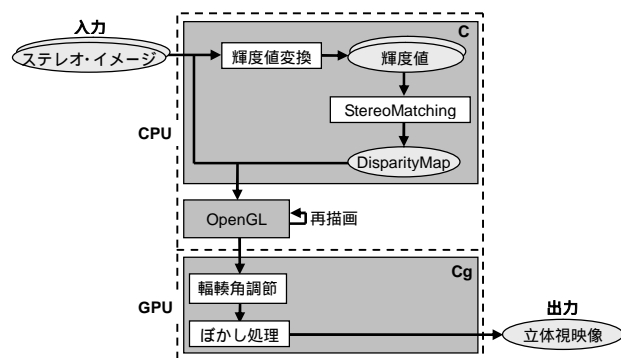 入力
ステレオ・イメージ
C
輝度値変換
輝度値
StereoMatching
CPU
DisparityMap
OpenGL
再描画
Cg
輻輳角調節
GPU
ぼかし処理
出力
立体視映像